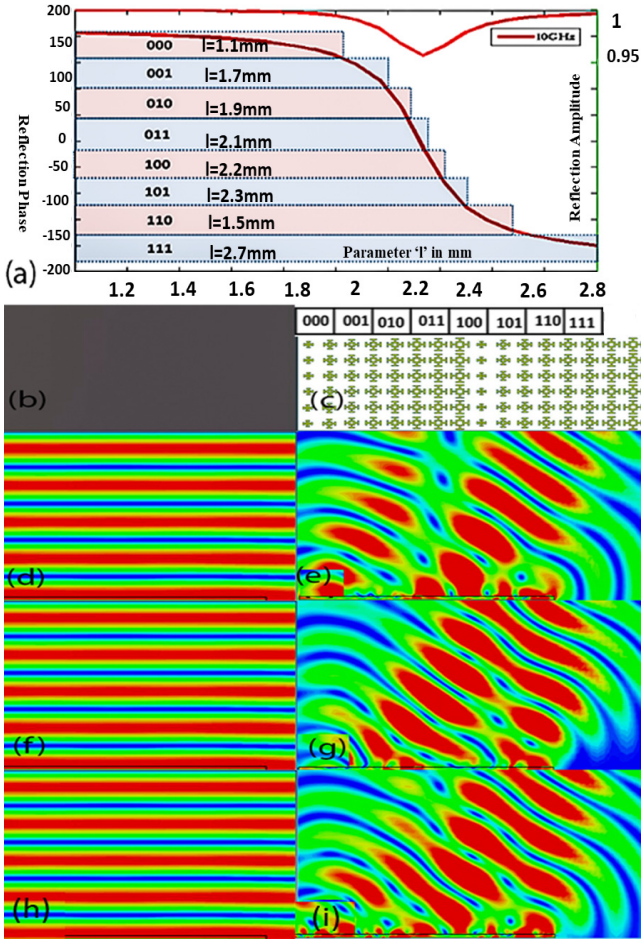 200
1
10GHz
0.95
150
000 l=1.1mm
001 l=1.7mm
100
010 l=1.9mm
50
011 l=2.1mm
0
100 l=2.2mm
-50
101 l=2.3mm
-100
110 l=1.5mm
-150
111 l=2.7mm
Parameter 'l' in mm
-200
Reflection Phase
Reflection Amplitude
(a)
1.2 1.4 1.6 1.8 2 2.2 2.4 2.6 2.8
000 001 010 011 100 101 110 111
(b) (c)
(d) (e)
(f) (g)
(h) (i)